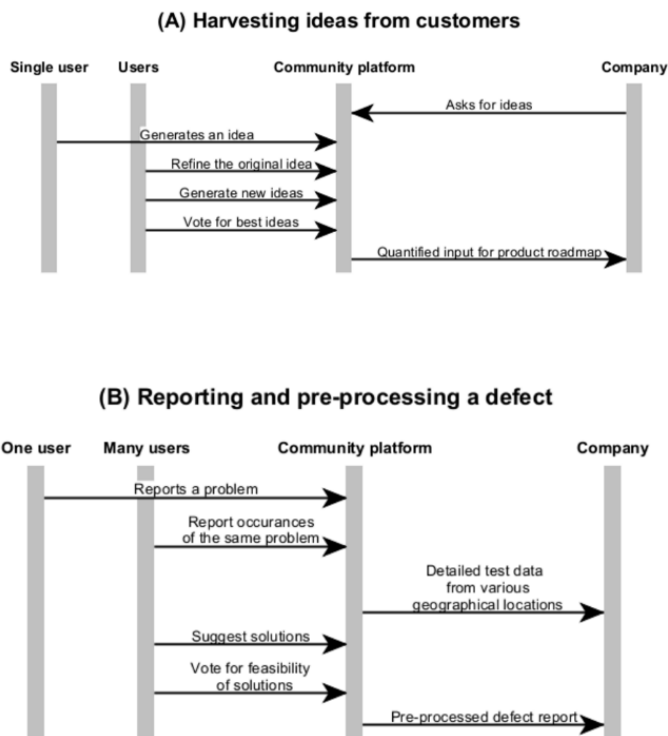 (A) Harvesting ideas from customers
Single user Users Community platform Company
Asks for ideas
Generates an idea
Refine the original idea
Generate new ideas
Vote for best ideas
Quantified input for product roadmap
(B) Reporting and pre-processing a defect
One user Many users Community platform Company
Reports a problem
Report occurances
of the same problem
Detailed test data
from various
geographical locations
Suggest solutions
Vote for feasibility
of solutions
Pre-processed defect report